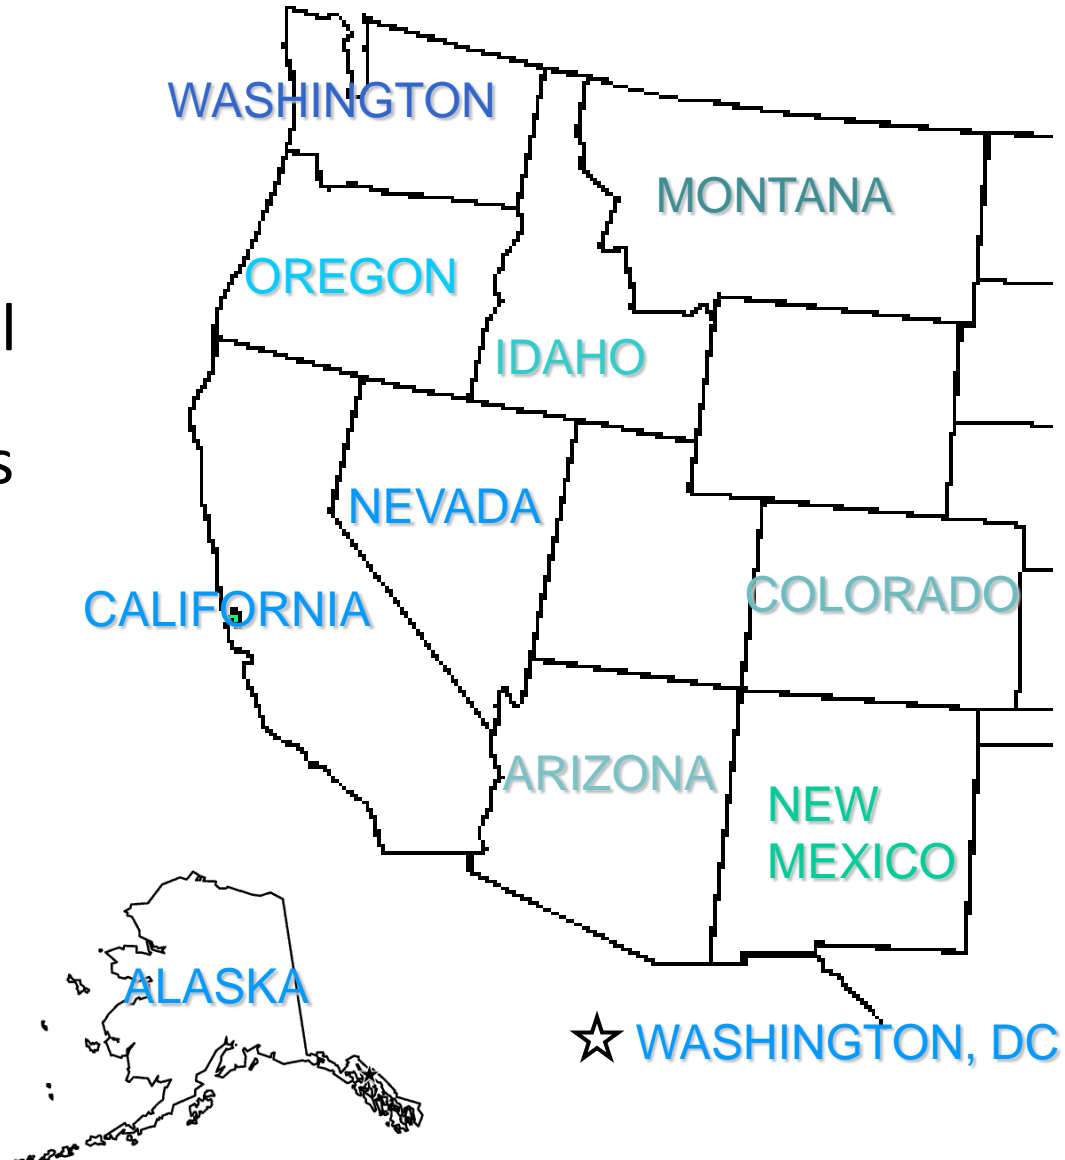 WASHINGTON
MONTANA
OREGON
l
IDAHO
s
NEVADA
COLORADO
CALIFORNIA
ARIZONA
NEW
MEXICO
ALASKA
WASHINGTON, DC